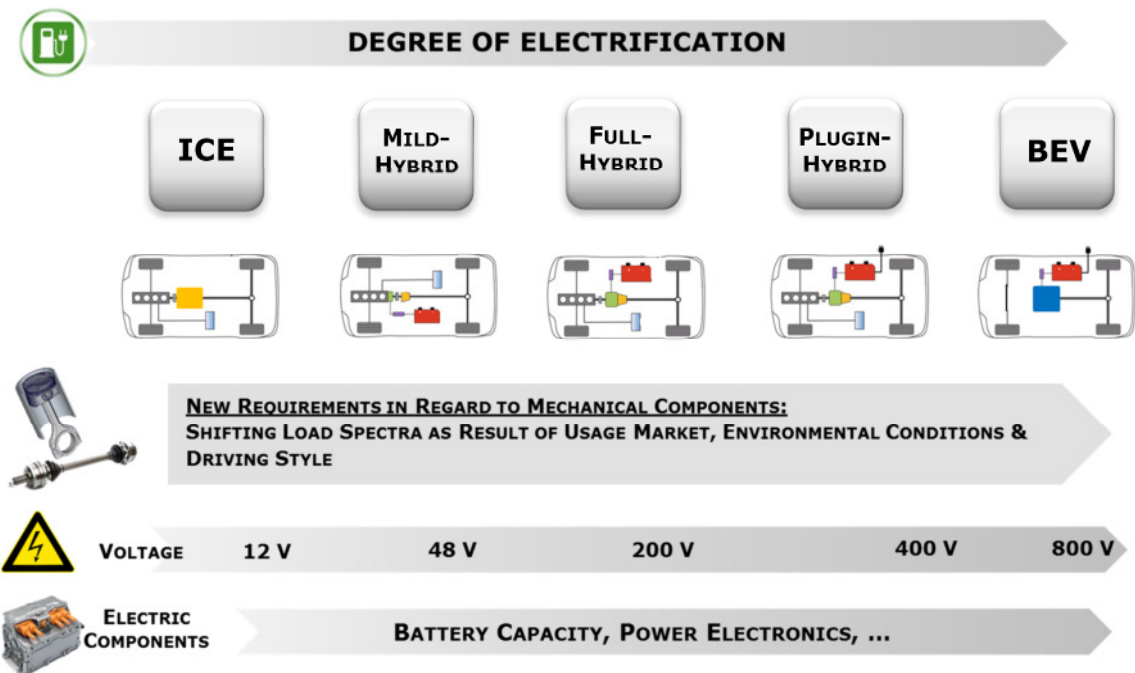 DEGREE OF ELECTRIFICATION
ICE
MILD-
HYBRID
FULL-
HYBRID
PLUGIN-
HYBRID
BEV
NEW REQUIREMENTS IN REGARD TO MECHANICAL COMPONENTS:
SHIFTING LOAD SPECTRA AS RESULT OF USAGE MARKET, ENVIRONMENTAL CONDITIONS &
DRIVING STYLE
VOLTAGE 12 V 48 V 200 V 400 V 800 V
ELECTRIC
COMPONENTS
BATTERY CAPACITY, POWER ELECTRONICS, ...